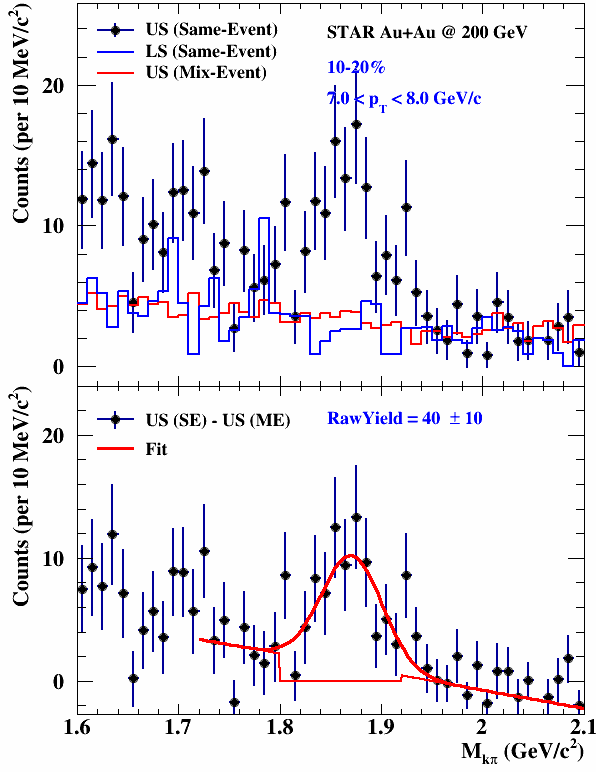 US (Same-Event)
LS (Same-Event)
US (Mix-Event)
STAR Au+Au @ 200 GeV
10-20%
7.0 < pT < 8.0 GeV/c
Counts (per 10 MeV/c²)
20
10
0
US (SE) - US (ME)
Fit
RawYield = 40 ± 10
Counts (per 10 MeV/c²)
20
10
0
1.6 1.7 1.8 1.9 2 2.1
Mkπ (GeV/c²)